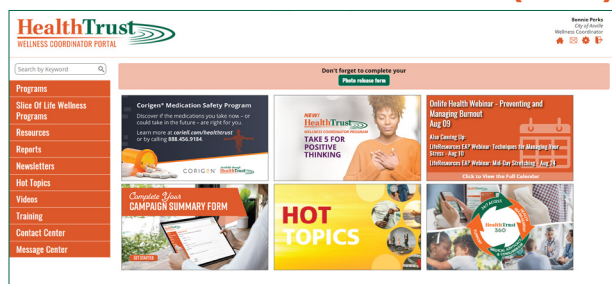 HealthTrust
WELLNESS COORDINATOR PORTAL
Bonnie Perks
City of Anville
Wellness Coordinator
Search by Keyword
Programs
Slice Of Life Wellness
Programs
Resources
Reports
Newsletters
Hot Topics
Videos
Training
Contact Center
Message Center
Don't forget to complete your
Photo release form
Corigen® Medication Safety Program
Discover if the medications you take now – or
could take in the future – are right for you.
Learn more at coriell.com/healthtrust
or by calling 888.456.9184.
CORIGEN
HealthTrust
NEW!
HealthTrust
WELLNESS COORDINATOR PROGRAM
TAKE 5 FOR
POSITIVE
THINKING
Onlife Health Webinar - Preventing and
Managing Burnout
Aug 09
Also Coming Up:
LifeResources EAP Webinar: Techniques for Managing Your
Stress - Aug 10
LifeResources EAP Webinar: Mid-Day Stretching - Aug 24
Click to View the Full Calendar
Complete Your
CAMPAIGN SUMMARY FORM
GET STARTED
HOT
TOPICS
24/7 ACCESS
HealthTrust
360